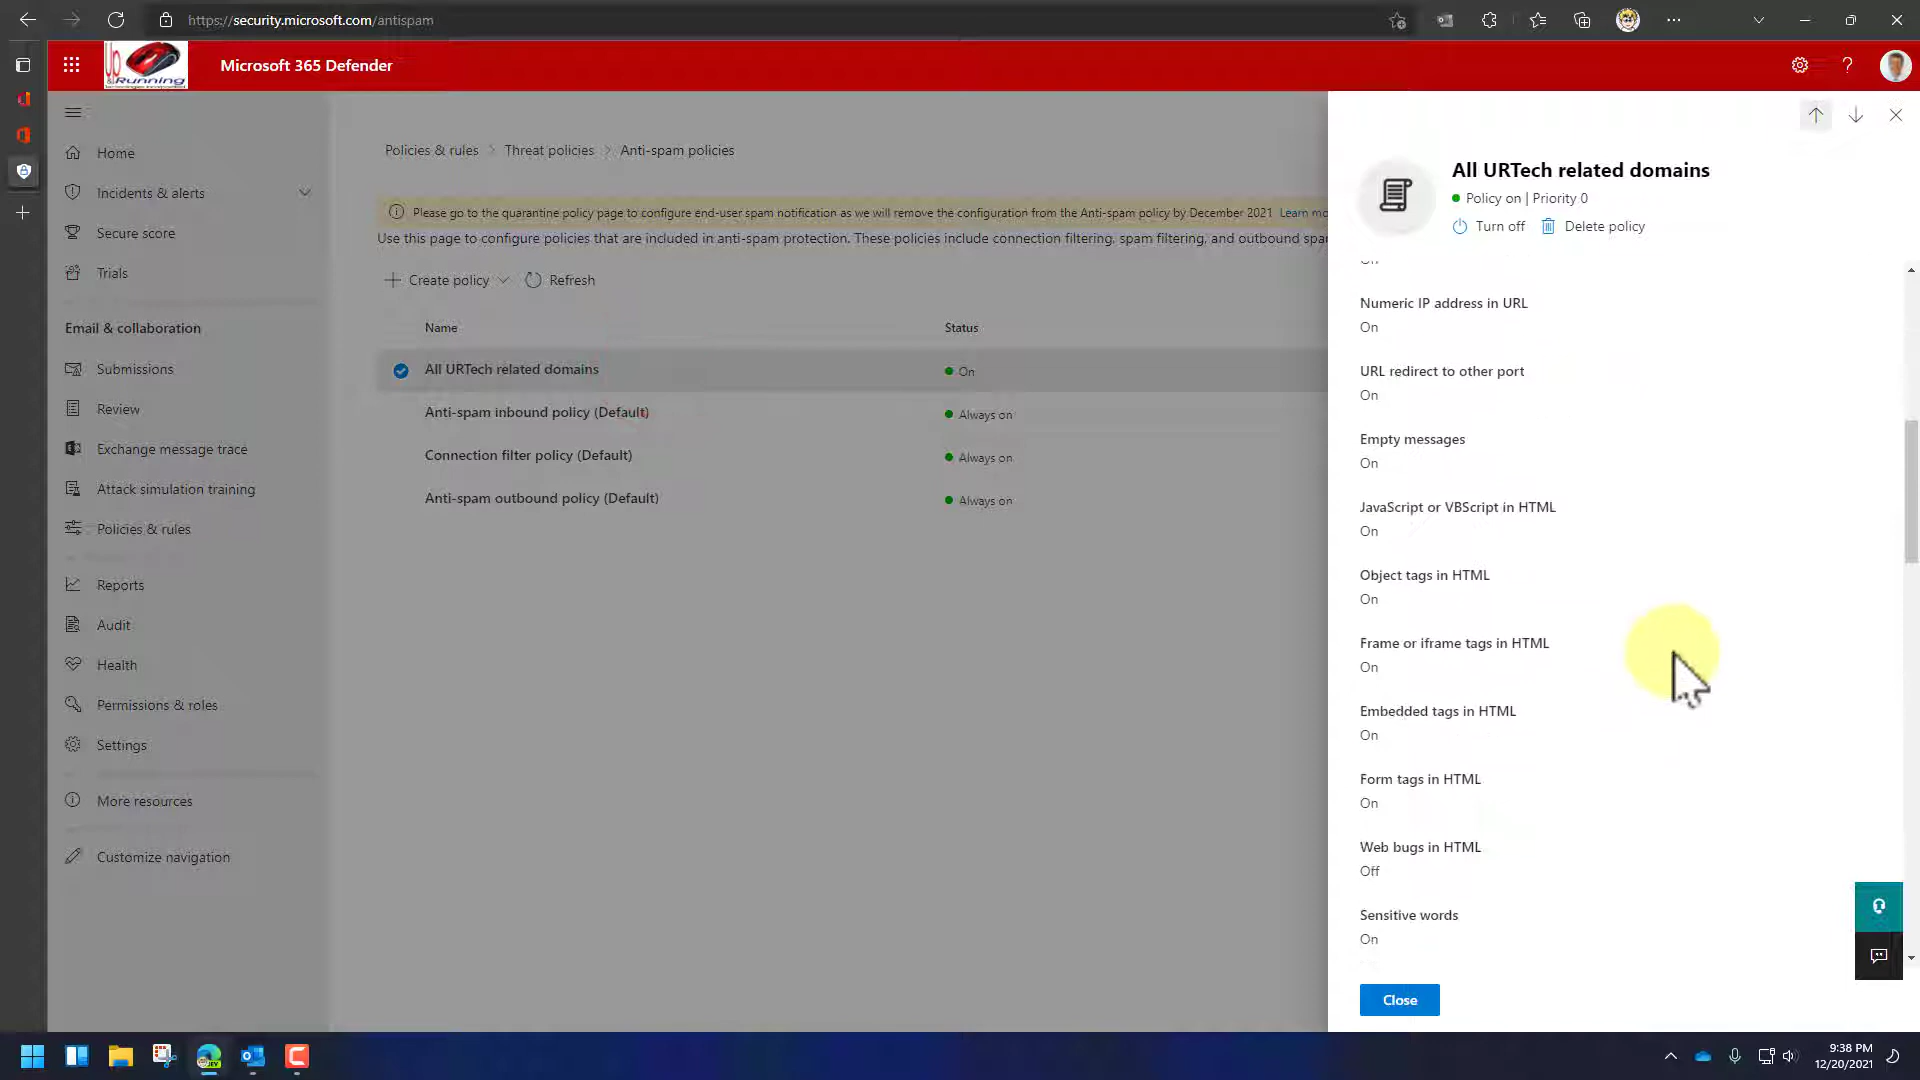 https://security.microsoft.com/antispam
Up
& Running
Microsoft 365 Defender
Home
Incidents & alerts
Secure score
Trials
Email & collaboration
Submissions
Review
Exchange message trace
Attack simulation training
Policies & rules
Reports
Audit
Health
Permissions & roles
Settings
More resources
Customize navigation
Policies & rules > Threat policies > Anti-spam policies
Please go to the quarantine policy page to configure end-user spam notification as we will remove the configuration from the Anti-spam policy by December 2021 Learn mo
Use this page to configure policies that are included in anti-spam protection. These policies include connection filtering, spam filtering, and outbound spa
Create policy Refresh
Name Status
All URTech related domains On
Anti-spam inbound policy (Default) Always on
Connection filter policy (Default) Always on
Anti-spam outbound policy (Default) Always on
All URTech related domains
Policy on | Priority 0
Turn off Delete policy
Numeric IP address in URL
On
URL redirect to other port
On
Empty messages
On
JavaScript or VBScript in HTML
On
Object tags in HTML
On
Frame or iframe tags in HTML
On
Embedded tags in HTML
On
Form tags in HTML
On
Web bugs in HTML
Off
Sensitive words
On
Close
9:38 PM
12/20/2021